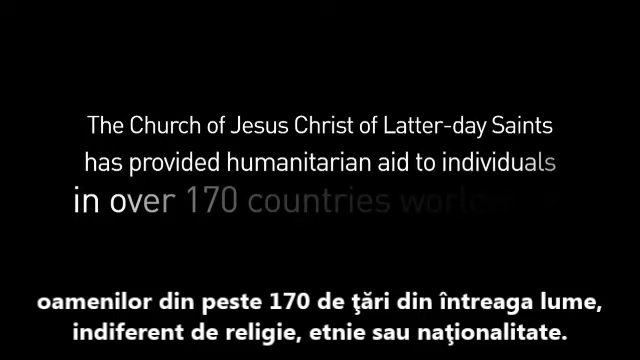 The Church of Jesus Christ of Latter-day Saints
has provided humanitarian aid to individuals
in over 170 countries
oamenilor din peste 170 de ţări din întreaga lume,
indiferent de religie, etnie sau naţionalitate.